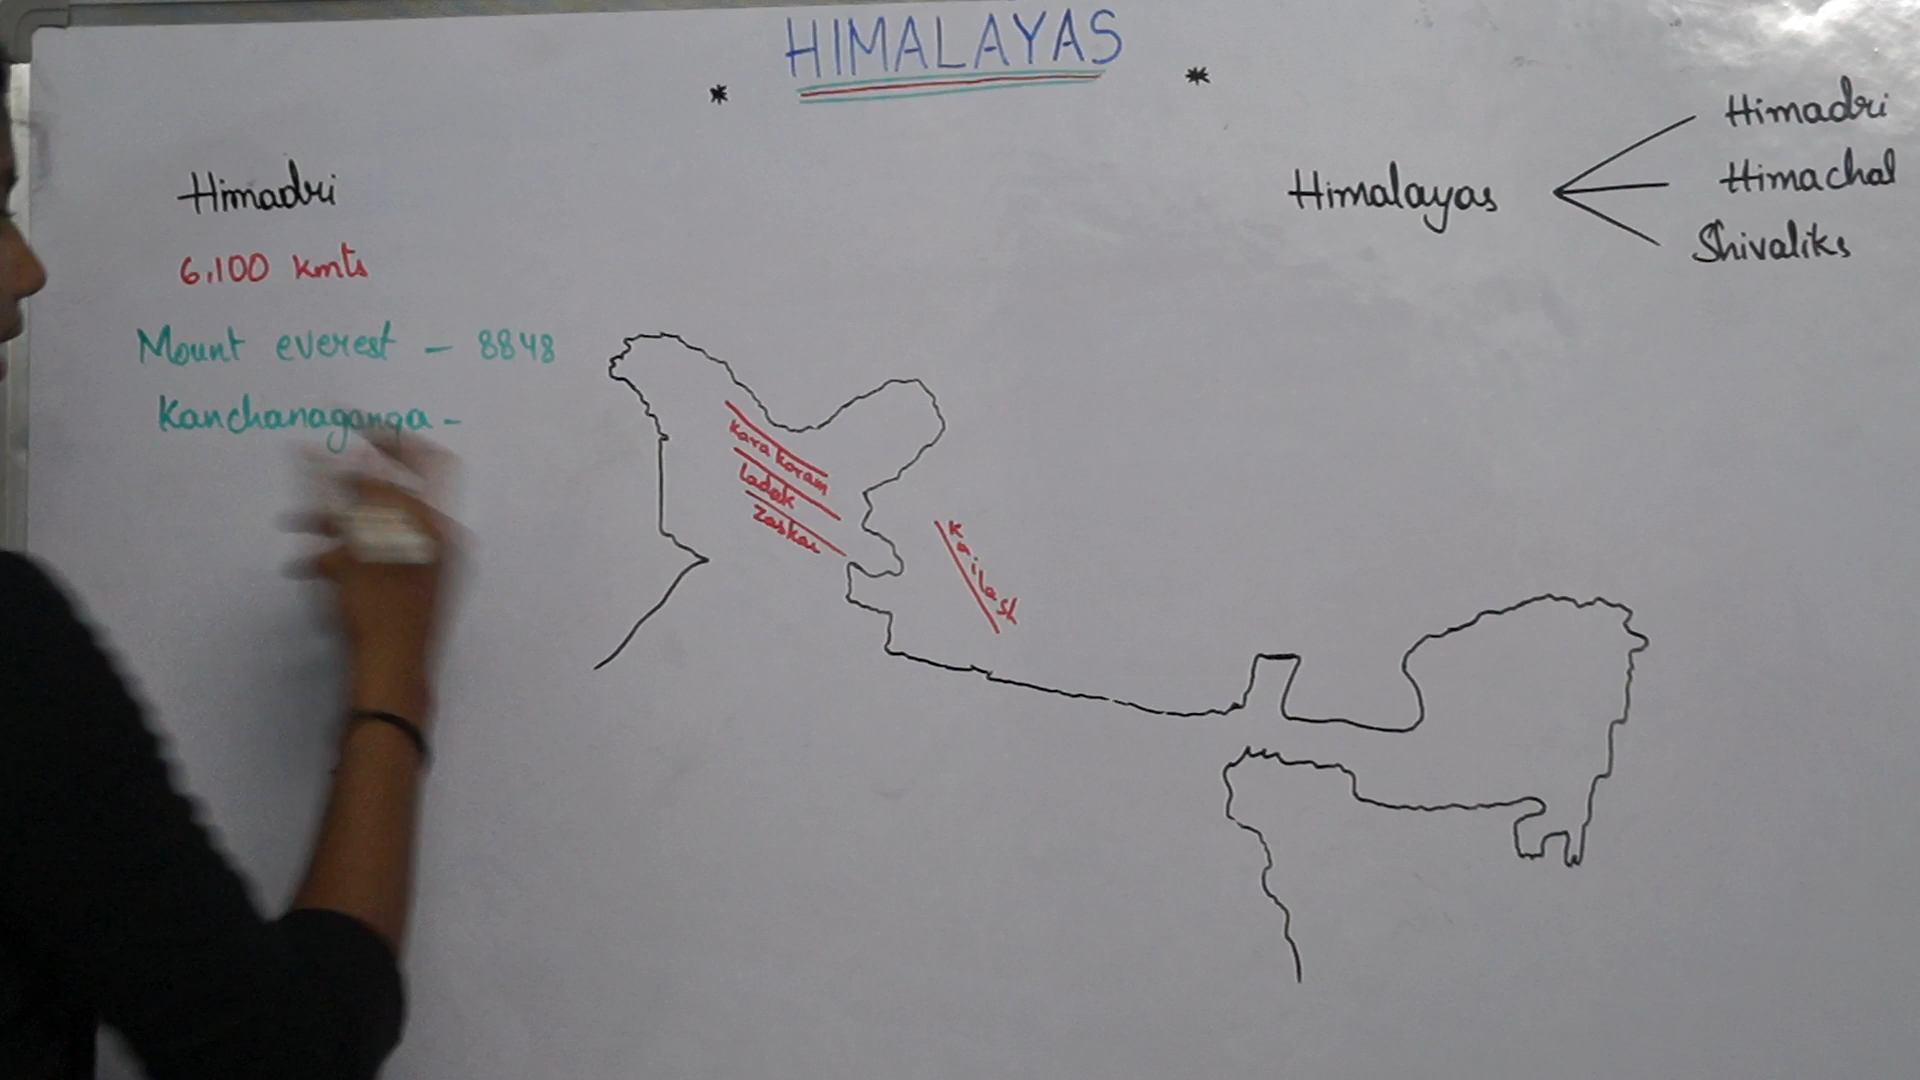 HIMALAYAS
* *
Himadri
6,100 kmts
Mount everest - 8848
Kanchanaganga -
Himalayas
Himadri
Himachal
Shivaliks
Kara Koram
Ladak
Zaskar
Kailash